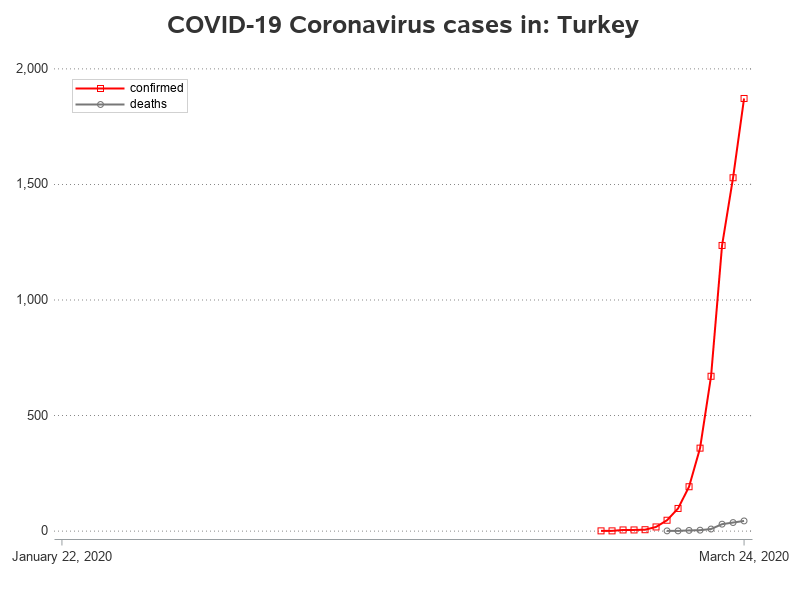 COVID-19 Coronavirus cases in: Turkey
2,000
confirmed
deaths
1,500
1,000
500
0
January 22, 2020
March 24, 2020